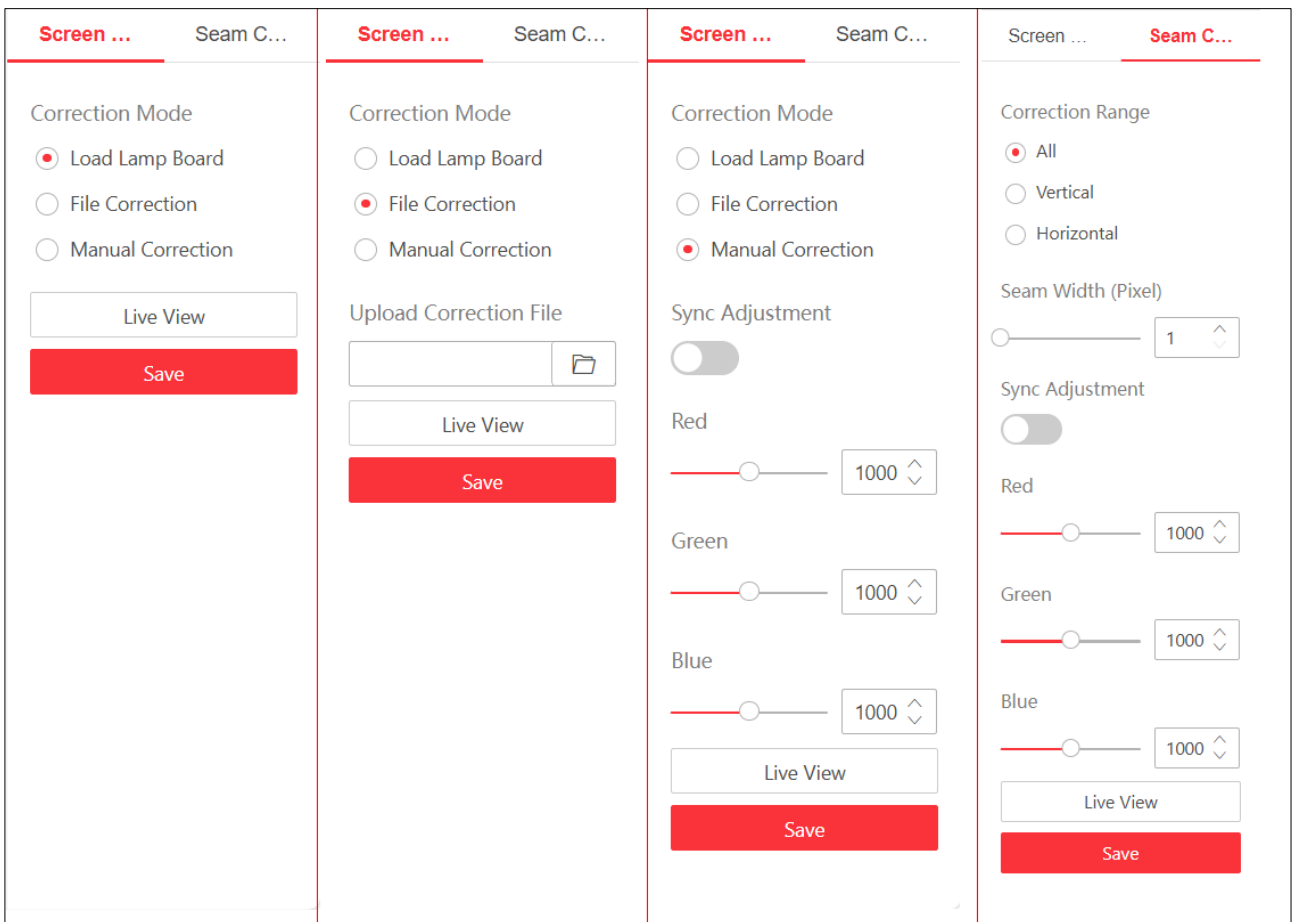 Screen ...
Seam C...
Correction Mode
Load Lamp Board
File Correction
Manual Correction
Live View
Save
Screen ...
Seam C...
Correction Mode
Load Lamp Board
File Correction
Manual Correction
Upload Correction File
Live View
Save
Screen ...
Seam C...
Correction Mode
Load Lamp Board
File Correction
Manual Correction
Sync Adjustment
Red
1000
Green
1000
Blue
1000
Live View
Save
Screen ...
Seam C...
Correction Range
All
Vertical
Horizontal
Seam Width (Pixel)
1
Sync Adjustment
Red
1000
Green
1000
Blue
1000
Live View
Save